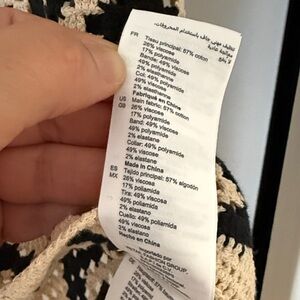 تنظيف مهني جاف باستخدام المحروقات.
FR Tissu principal: 57% coton
26% viscose
17% polyamide
Bande: 49% viscose
49% polyamide
2% élasthanne
Col: 49% polyamide
49% viscose
2% élasthanne
Fabriqué en Chine
US Main fabric: 57% cotton
GB 26% viscose
17% polyamide
Band: 49% viscose
49% polyamide
2% elastane
Collar: 49% polyamide
49% viscose
2% elastane
Made in China
ES Tejido principal: 57% algodón
MX 26% viscosa
17% poliamida
Tira: 49% viscosa
49% poliamida
2% elastano
Cuello: 49% poliamida
49% viscosa
2% elastano
Hecho en China